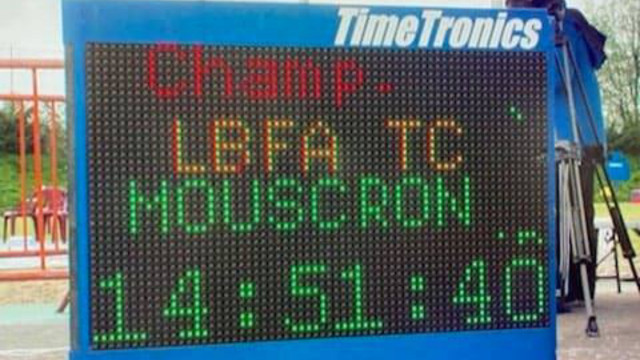 TimeTronics
Champ.
LBFA TC
MOUSCRON
14:51:40